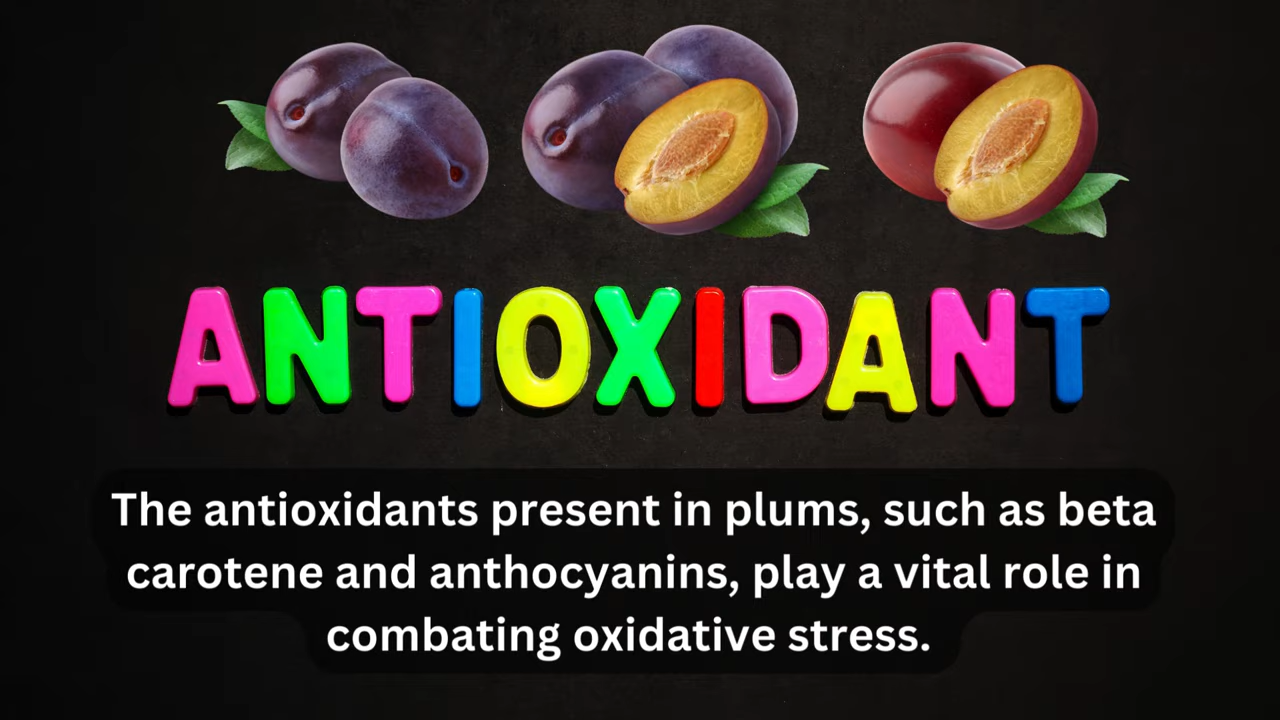 ANTIOXIDANT
The antioxidants present in plums, such as beta
carotene and anthocyanins, play a vital role in
combating oxidative stress.